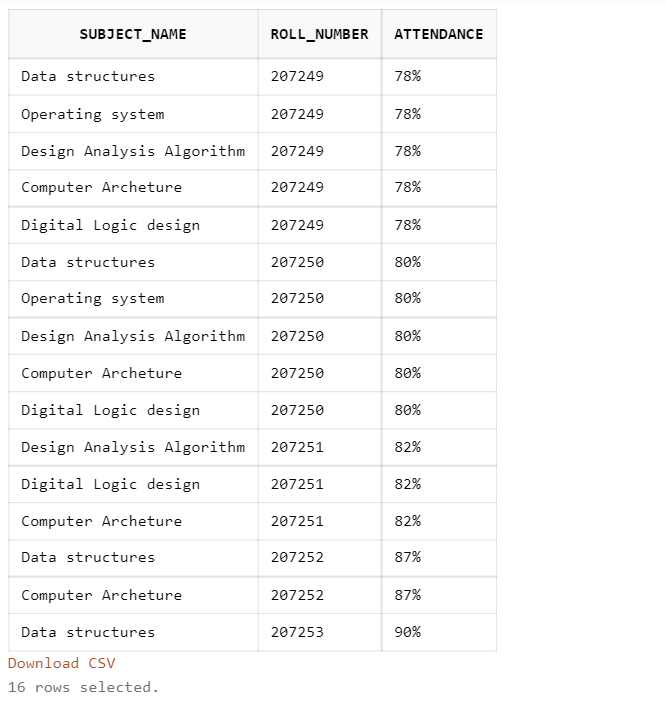 SUBJECT_NAME ROLL_NUMBER ATTENDANCE
Data structures 207249 78%
Operating system 207249 78%
Design Analysis Algorithm 207249 78%
Computer Archeture 207249 78%
Digital Logic design 207249 78%
Data structures 207250 80%
Operating system 207250 80%
Design Analysis Algorithm 207250 80%
Computer Archeture 207250 80%
Digital Logic design 207250 80%
Design Analysis Algorithm 207251 82%
Digital Logic design 207251 82%
Computer Archeture 207251 82%
Data structures 207252 87%
Computer Archeture 207252 87%
Data structures 207253 90%
Download CSV
16 rows selected.